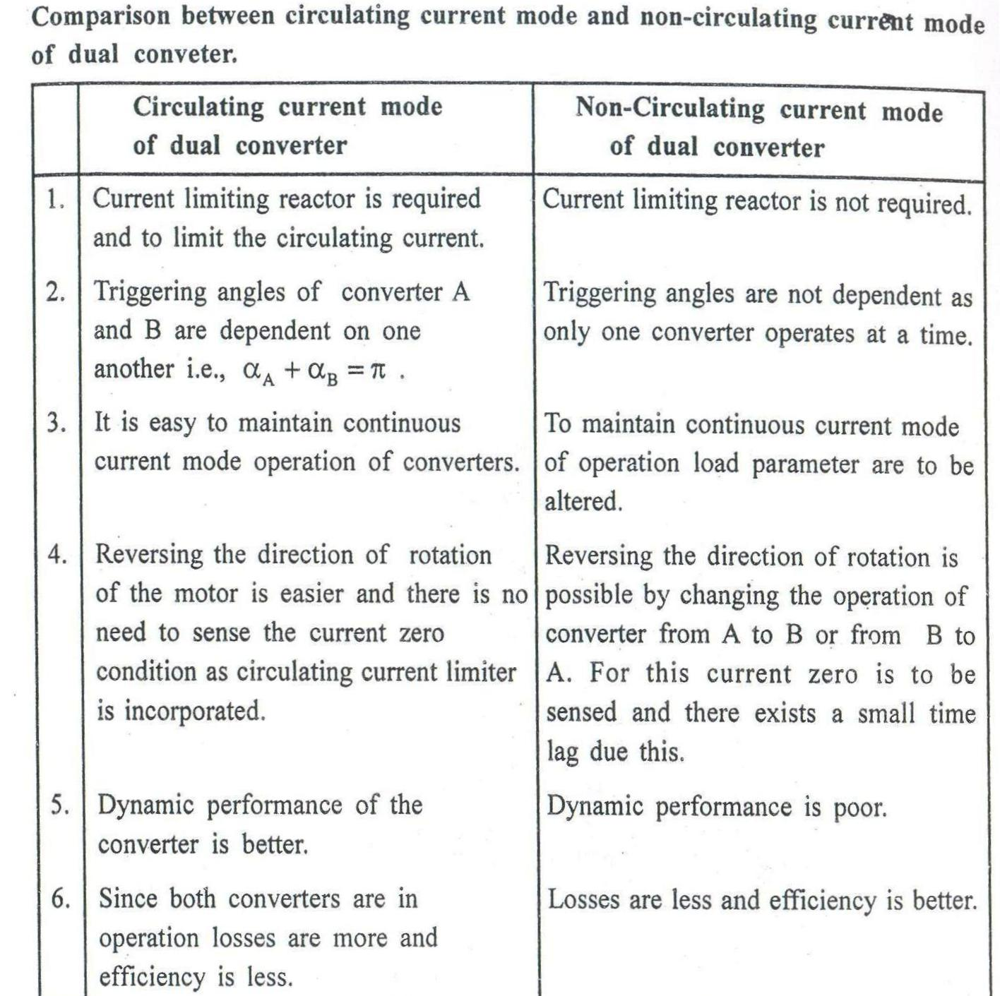 Comparison between circulating current mode and non-circulating current mode
of dual conveter.
Circulating current mode
of dual converter
Non-Circulating current mode
of dual converter
1. Current limiting reactor is required
and to limit the circulating current.
Current limiting reactor is not required.
2. Triggering angles of converter A
and B are dependent on one
another i.e., α_A + α_B = π .
Triggering angles are not dependent as
only one converter operates at a time.
3. It is easy to maintain continuous
current mode operation of converters.
To maintain continuous current mode
of operation load parameter are to be
altered.
4. Reversing the direction of rotation
of the motor is easier and there is no
need to sense the current zero
condition as circulating current limiter
is incorporated.
Reversing the direction of rotation is
possible by changing the operation of
converter from A to B or from B to
A. For this current zero is to be
sensed and there exists a small time
lag due this.
5. Dynamic performance of the
converter is better.
Dynamic performance is poor.
6. Since both converters are in
operation losses are more and
efficiency is less.
Losses are less and efficiency is better.